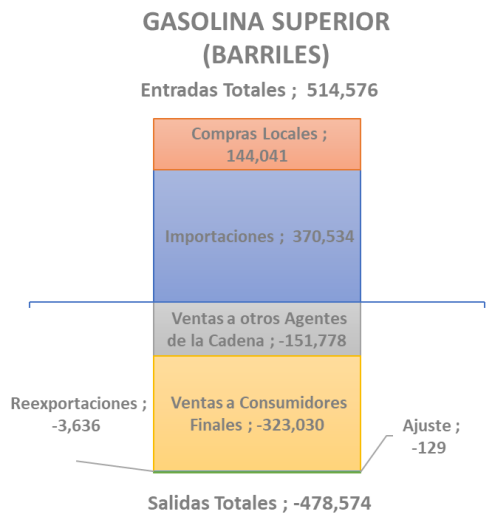 GASOLINA SUPERIOR
(BARRILES)
Entradas Totales ; 514,576
Compras Locales ;
144,041
Importaciones ; 370,534
Ventas a otros Agentes
de la Cadena ; -151,778
Ventas a Consumidores
Finales ; -323,030
Reexportaciones ;
-3,636
Ajuste ;
-129
Salidas Totales ; -478,574